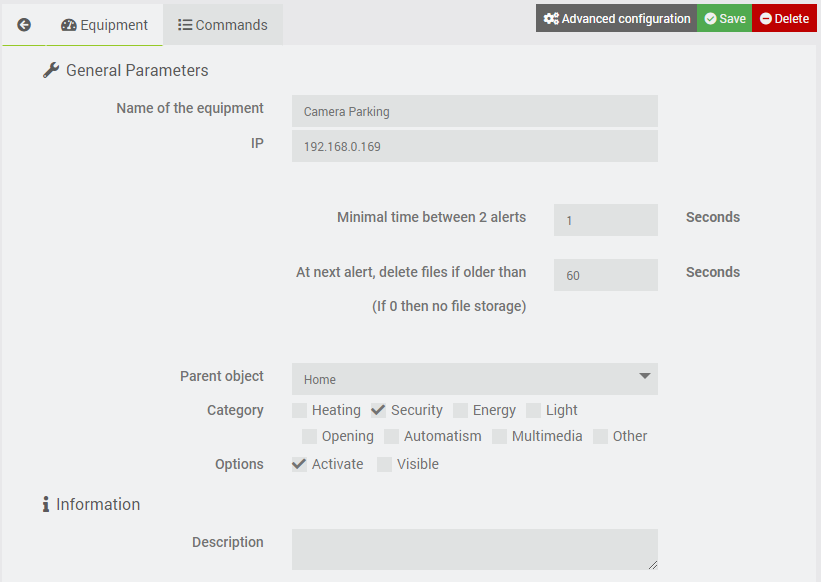 Equipment Commands Advanced configuration Save Delete
General Parameters
Name of the equipment Camera Parking
IP 192.168.0.169
Minimal time between 2 alerts 1 Seconds
At next alert, delete files if older than 60 Seconds
(If 0 then no file storage)
Parent object Home
Category Heating Security Energy Light
Opening Automatism Multimedia Other
Options Activate Visible
Information
Description